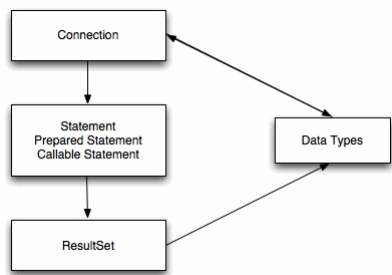 Connection
Statement
Prepared Statement
Callable Statement
Data Types
ResultSet